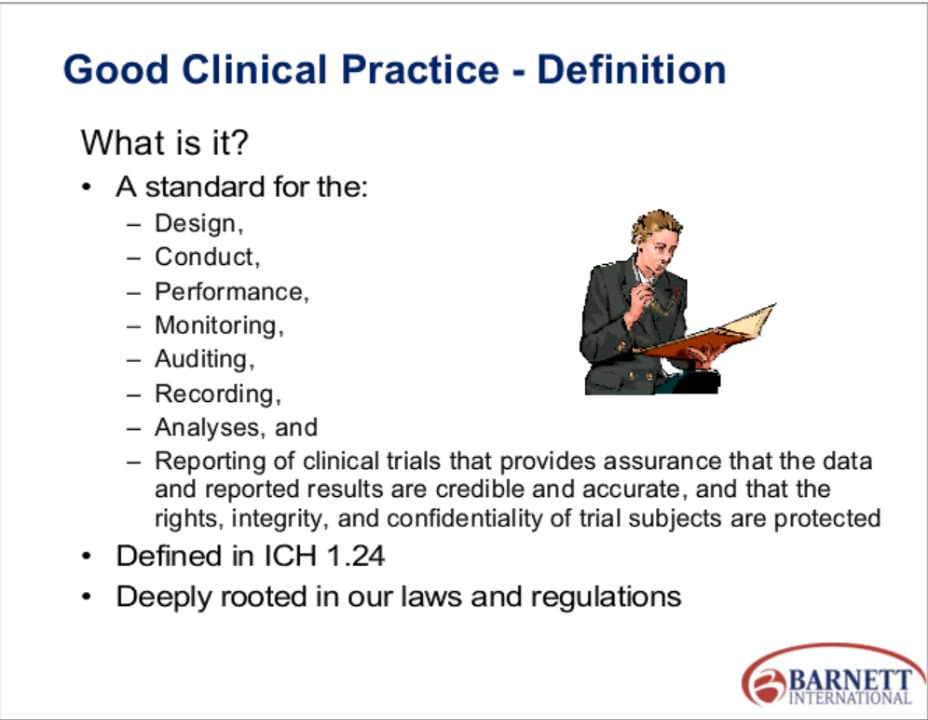 Good Clinical Practice - Definition
What is it?
• A standard for the:
– Design,
– Conduct,
– Performance,
– Monitoring,
– Auditing,
– Recording,
– Analyses, and
– Reporting of clinical trials that provides assurance that the data
and reported results are credible and accurate, and that the
rights, integrity, and confidentiality of trial subjects are protected
• Defined in ICH 1.24
• Deeply rooted in our laws and regulations
BARNETT
INTERNATIONAL